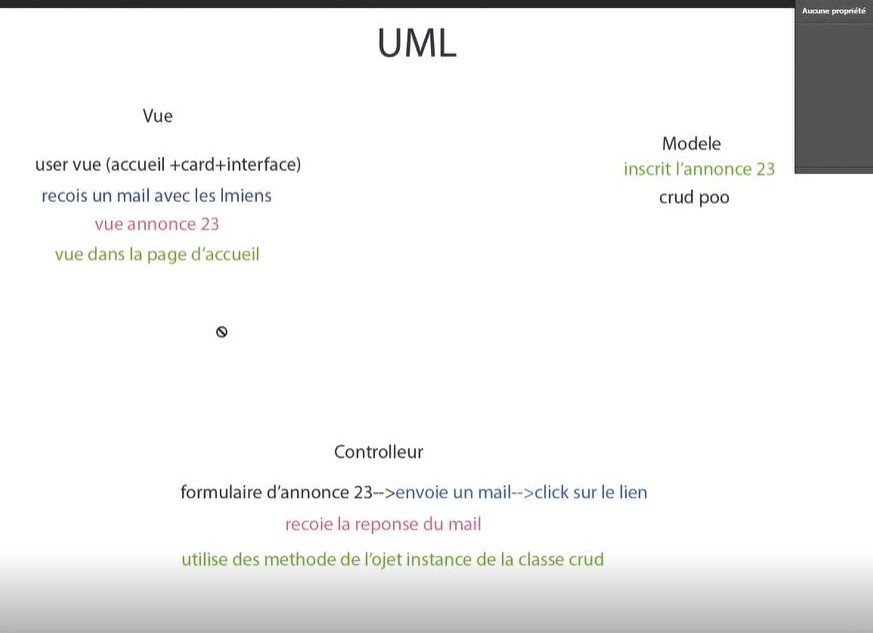 Aucune propriété
UML
Vue
user vue (accueil +card+interface)
recois un mail avec les lmiens
vue annonce 23
vue dans la page d'accueil
Modele
inscrit l'annonce 23
crud poo
Controlleur
formulaire d'annonce 23-->envoie un mail-->click sur le lien
recoie la reponse du mail
utilise des methode de l'ojet instance de la classe crud